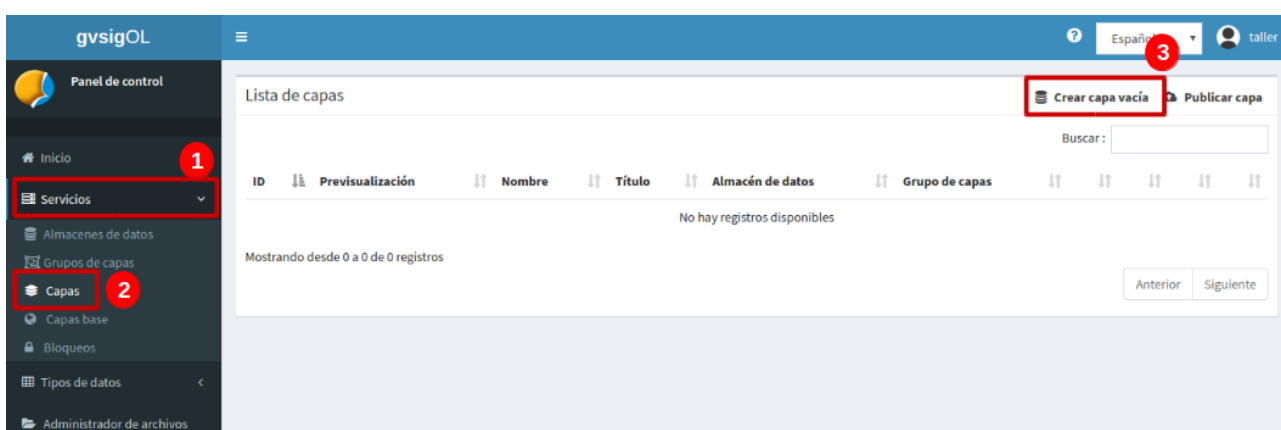 gvsigOL
Español
taller
3
Panel de control
Lista de capas
Crear capa vacía
Publicar capa
Buscar :
Inicio
1
ID Previsualización Nombre Título Almacén de datos Grupo de capas
Servicios
No hay registros disponibles
Almacenes de datos
Mostrando desde 0 a 0 de 0 registros
Grupos de capas
Capas
2
Anterior Siguiente
Capas base
Bloqueos
Tipos de datos
Administrador de archivos